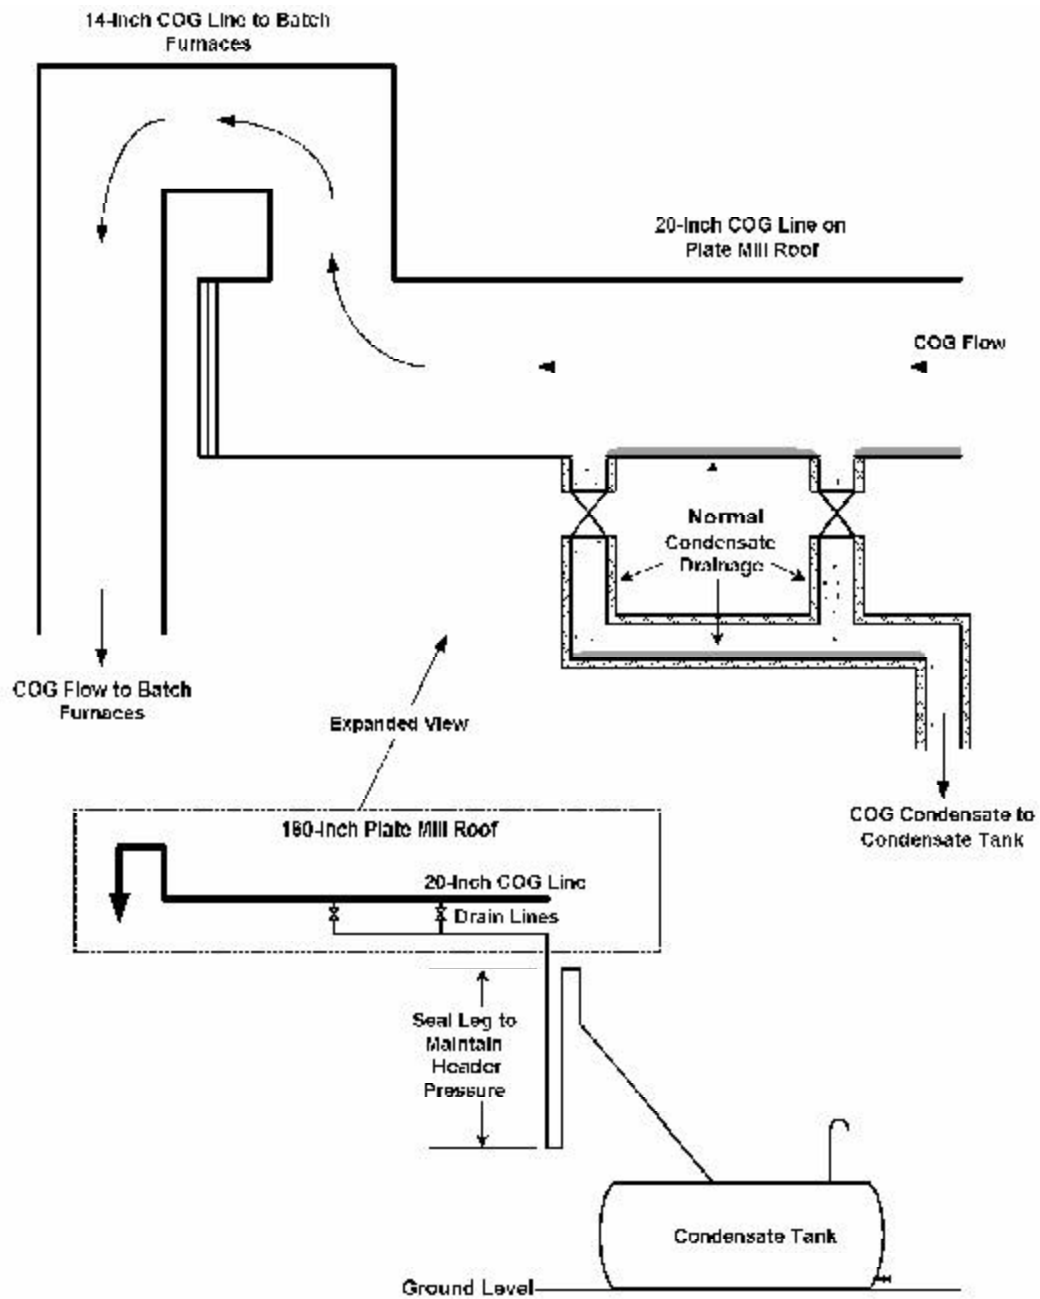 14-Inch COG Line to Batch
Furnaces
20-Inch COG Line on
Plate Mill Roof
COG Flow
Normal
Condensate
Drainage
COG Flow to Batch
Furnaces
Expanded View
COG Condensate to
Condensate Tank
160-Inch Plate Mill Roof
20-Inch COG Line
Drain Lines
Seal Leg to
Maintain
Header
Pressure
Condensate Tank
Ground Level